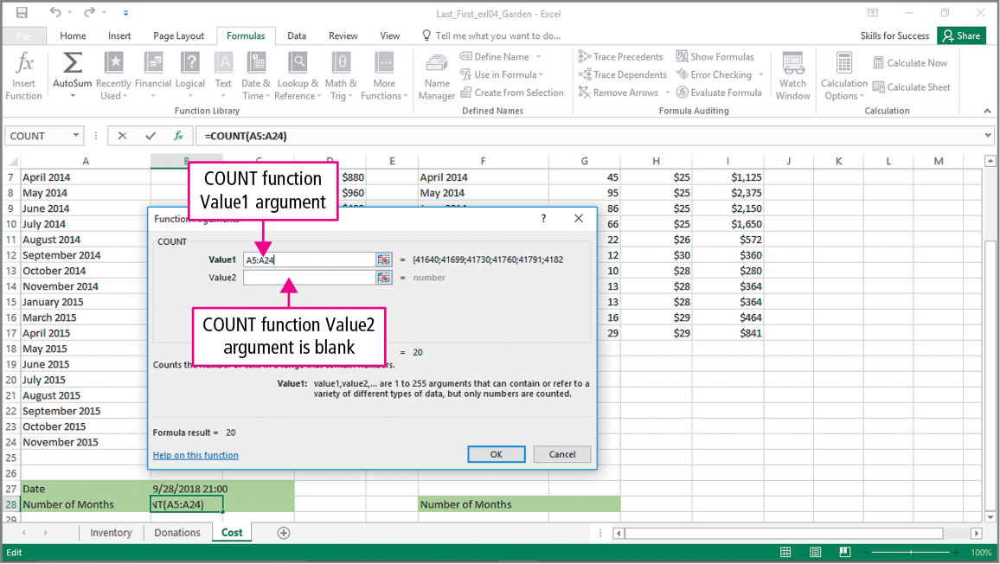 Last_First_exl04_Garden - Excel
File Home Insert Page Layout Formulas Data Review View Tell me what you want to do... Skills for Success Share
Insert Function
AutoSum
Recently Used
Financial
Logical
Text
Date & Time
Lookup & Reference
Math & Trig
More Functions
Function Library
Name Manager
Define Name
Use in Formula
Create from Selection
Defined Names
Trace Precedents
Trace Dependents
Remove Arrows
Show Formulas
Error Checking
Evaluate Formula
Formula Auditing
Watch Window
Calculation Options
Calculate Now
Calculate Sheet
Calculation
COUNT fx =COUNT(A5:A24)
A B C D E F G H I J K L M
7 April 2014 $880 April 2014 45 $25 $1,125
8 May 2014 $960 May 2014 95 $25 $2,375
9 June 2014 86 $25 $2,150
10 July 2014 66 $25 $1,650
11 August 2014 22 $26 $572
12 September 2014 12 $30 $360
13 October 2014 10 $28 $280
14 November 2014 13 $28 $364
15 January 2015 13 $28 $364
16 March 2015 16 $29 $464
17 April 2015 29 $29 $841
18 May 2015
19 June 2015
20 July 2015
21 August 2015
22 September 2015
23 October 2015
24 November 2015
25
26
27 Date 9/28/2018 21:00
28 Number of Months NT(A5:A24) Number of Months
29
COUNT function
Value1 argument
Function Arguments ?
COUNT
Value1 A5:A24 = {41640;41699;41730;41760;41791;4182
Value2 = number
COUNT function Value2
argument is blank
= 20
Counts the number of cells in a range that contain numbers.
Value1: value1,value2,... are 1 to 255 arguments that can contain or refer to a
variety of different types of data, but only numbers are counted.
Formula result = 20
Help on this function OK Cancel
Inventory Donations Cost
Edit 100%